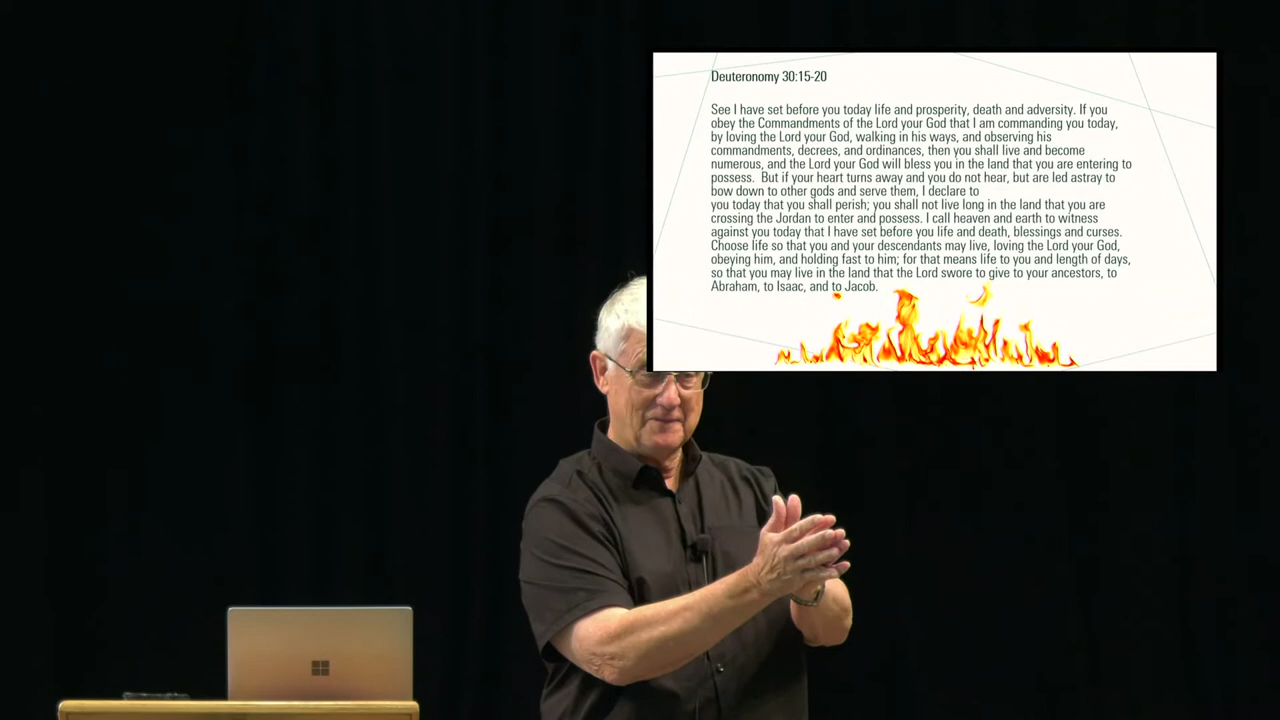 Deuteronomy 30:15-20
See I have set before you today life and prosperity, death and adversity. If you
obey the Commandments of the Lord your God that I am commanding you today,
by loving the Lord your God, walking in his ways, and observing his
commandments, decrees, and ordinances, then you shall live and become
numerous, and the Lord your God will bless you in the land that you are entering to
possess.  But if your heart turns away and you do not hear, but are led astray to
bow down to other gods and serve them, I declare to
you today that you shall perish; you shall not live long in the land that you are
crossing the Jordan to enter and possess. I call heaven and earth to witness
against you today that I have set before you life and death, blessings and curses.
Choose life so that you and your descendants may live, loving the Lord your God,
obeying him, and holding fast to him; for that means life to you and length of days,
so that you may live in the land that the Lord swore to give to your ancestors, to
Abraham, to Isaac, and to Jacob.